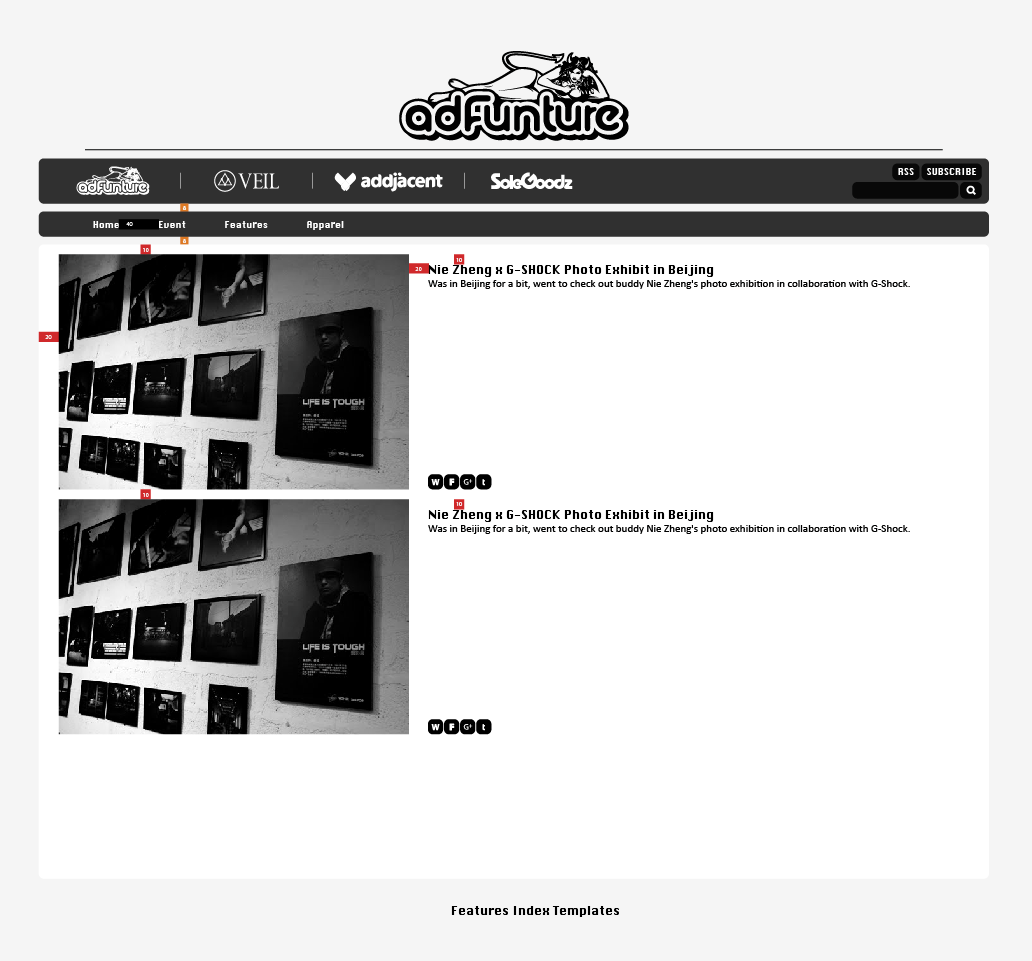 adFunture
adFunture VEIL addjacent SoleGoodz
RSS SUBSCRIBE
8
Home 40 Event Features Apparel
8
10
10
20 Nie Zheng x G-SHOCK Photo Exhibit in Beijing
Was in Beijing for a bit, went to check out buddy Nie Zheng's photo exhibition in collaboration with G-Shock.
20
LIFE IS TOUGH
W F G+ t
10
10
Nie Zheng x G-SHOCK Photo Exhibit in Beijing
Was in Beijing for a bit, went to check out buddy Nie Zheng's photo exhibition in collaboration with G-Shock.
LIFE IS TOUGH
W F G+ t
Features Index Templates